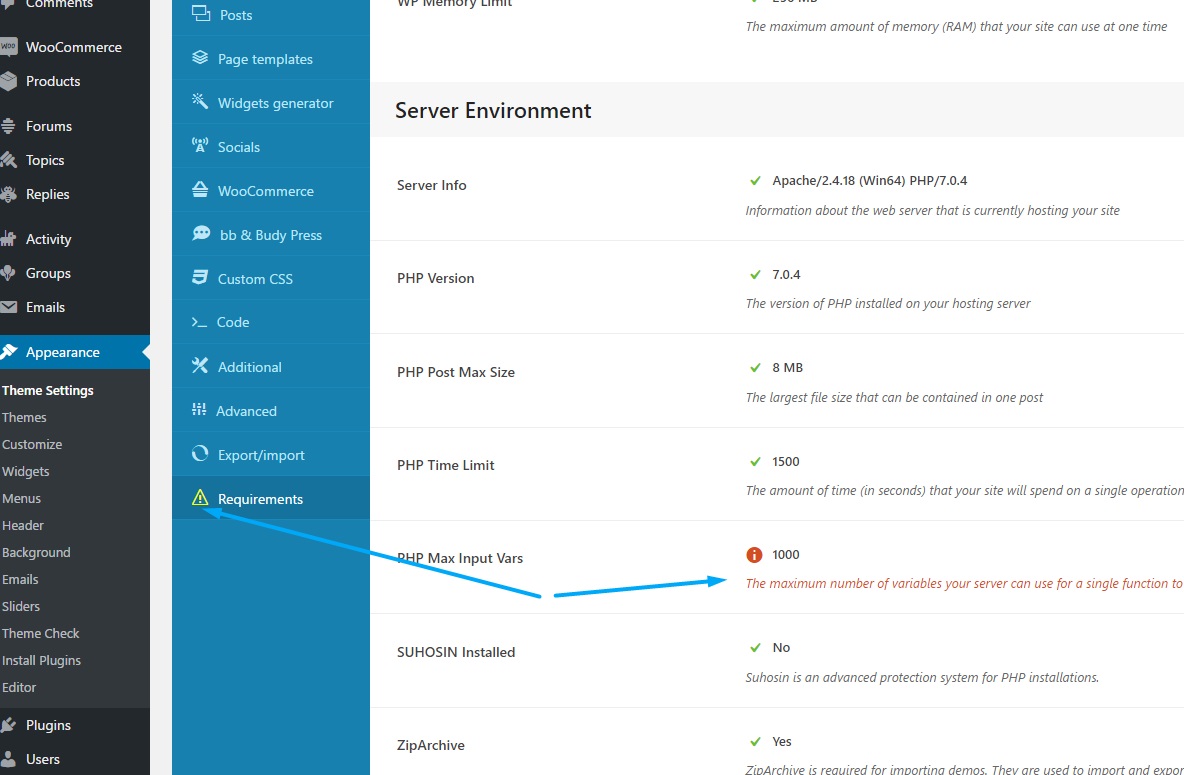 Comments
WooCommerce
Products
Forums
Topics
Replies
Activity
Groups
Emails
Appearance
Theme Settings
Themes
Customize
Widgets
Menus
Header
Background
Emails
Sliders
Theme Check
Install Plugins
Editor
Plugins
Users
Posts
Page templates
Widgets generator
Socials
WooCommerce
bb & Budy Press
Custom CSS
Code
Additional
Advanced
Export/import
Requirements
WP Memory Limit
256 MB
The maximum amount of memory (RAM) that your site can use at one time
Server Environment
Server Info
Apache/2.4.18 (Win64) PHP/7.0.4
Information about the web server that is currently hosting your site
PHP Version
7.0.4
The version of PHP installed on your hosting server
PHP Post Max Size
8 MB
The largest file size that can be contained in one post
PHP Time Limit
1500
The amount of time (in seconds) that your site will spend on a single operation
PHP Max Input Vars
1000
The maximum number of variables your server can use for a single function to
SUHOSIN Installed
No
Suhosin is an advanced protection system for PHP installations.
ZipArchive
Yes
ZipArchive is required for importing demos. They are used to import and expor